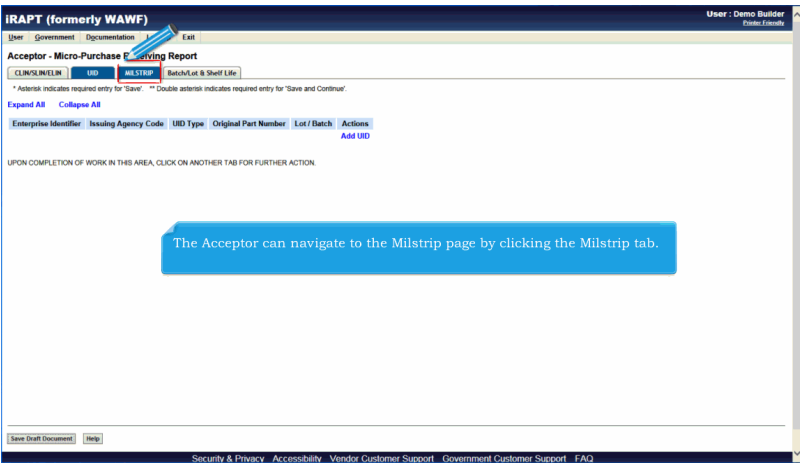 iRAPT (formerly WAWF)
User : Demo Builder
Printer Friendly
User Government Documentation Exit
Acceptor - Micro-Purchase Receiving Report
CLIN/SLIN/ELIN UID MILSTRIP Batch/Lot & Shelf Life
* Asterisk indicates required entry for 'Save'. ** Double asterisk indicates required entry for 'Save and Continue'.
Expand All Collapse All
Enterprise Identifier Issuing Agency Code UID Type Original Part Number Lot / Batch Actions
Add UID
UPON COMPLETION OF WORK IN THIS AREA, CLICK ON ANOTHER TAB FOR FURTHER ACTION.
The Acceptor can navigate to the Milstrip page by clicking the Milstrip tab.
Save Draft Document Help
Security & Privacy Accessibility Vendor Customer Support Government Customer Support FAQ